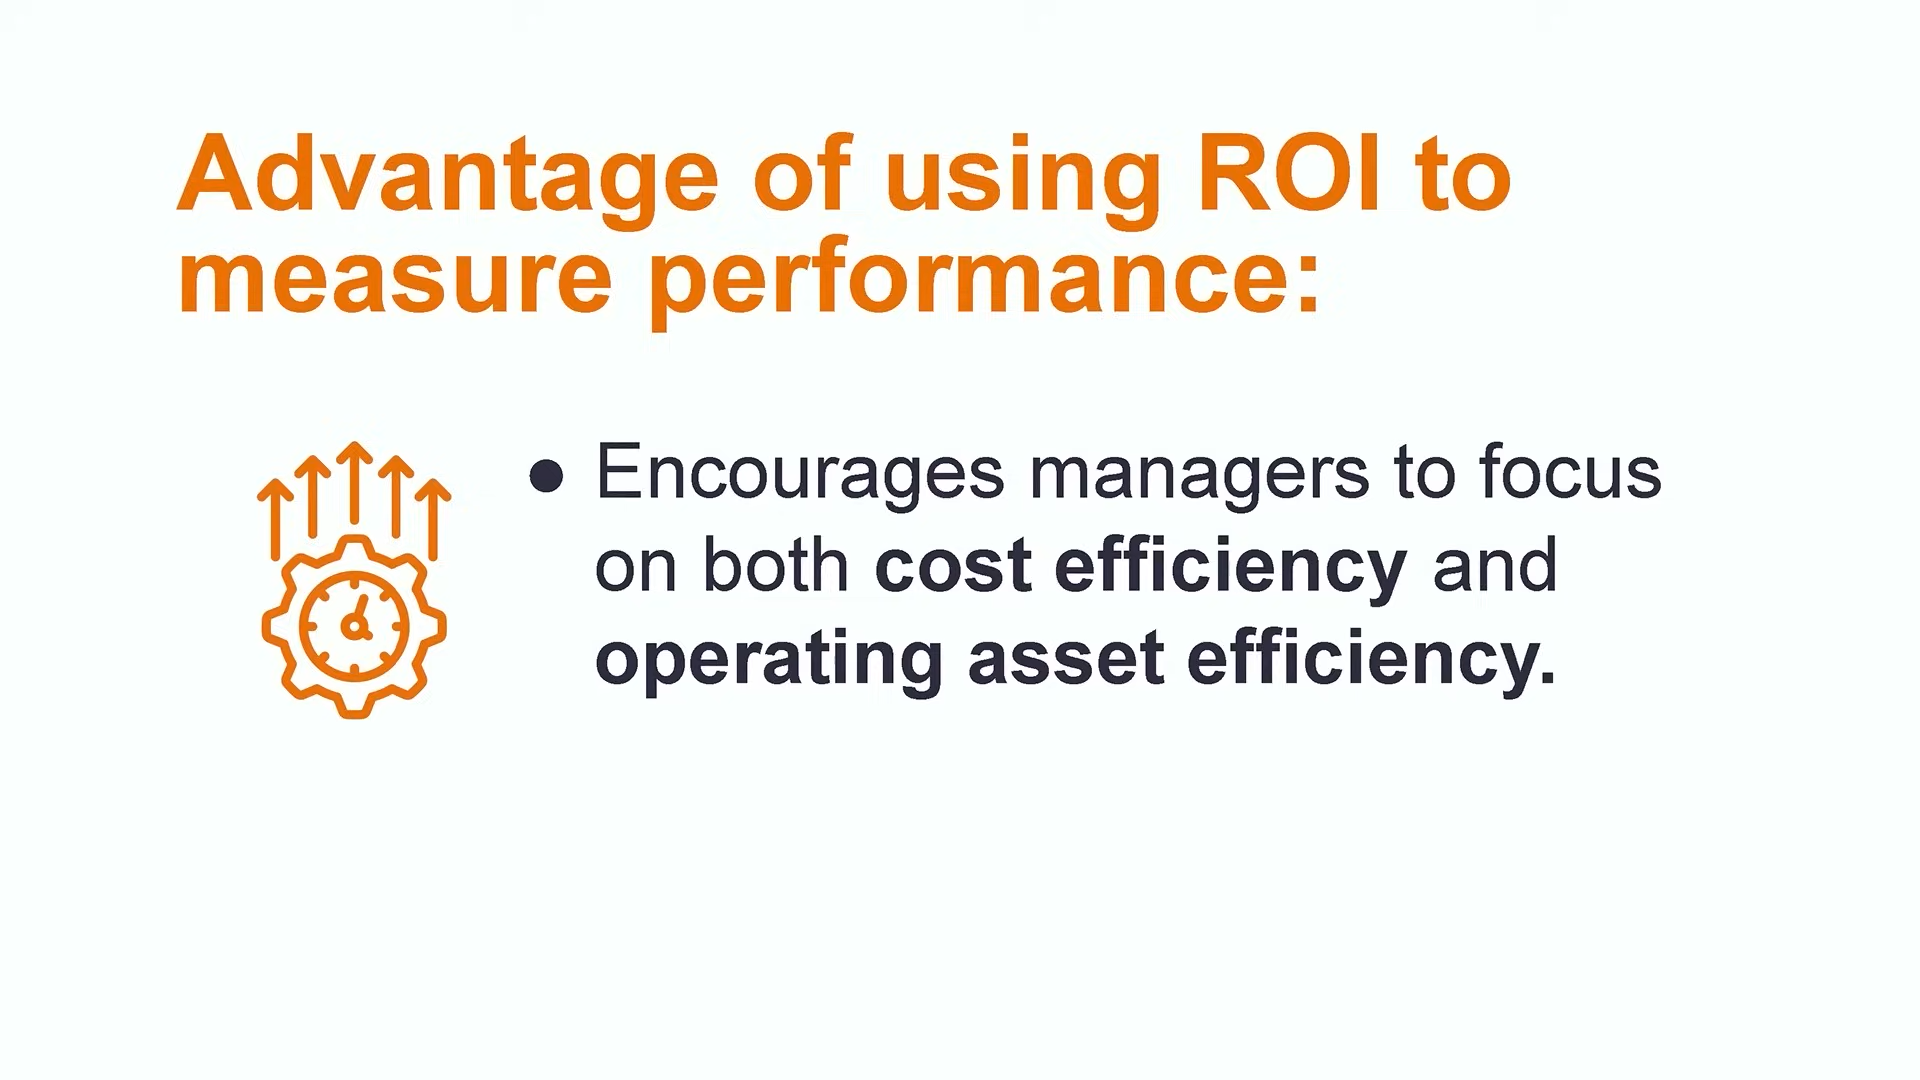 Advantage of using ROI to
measure performance:
● Encourages managers to focus
on both cost efficiency and
operating asset efficiency.